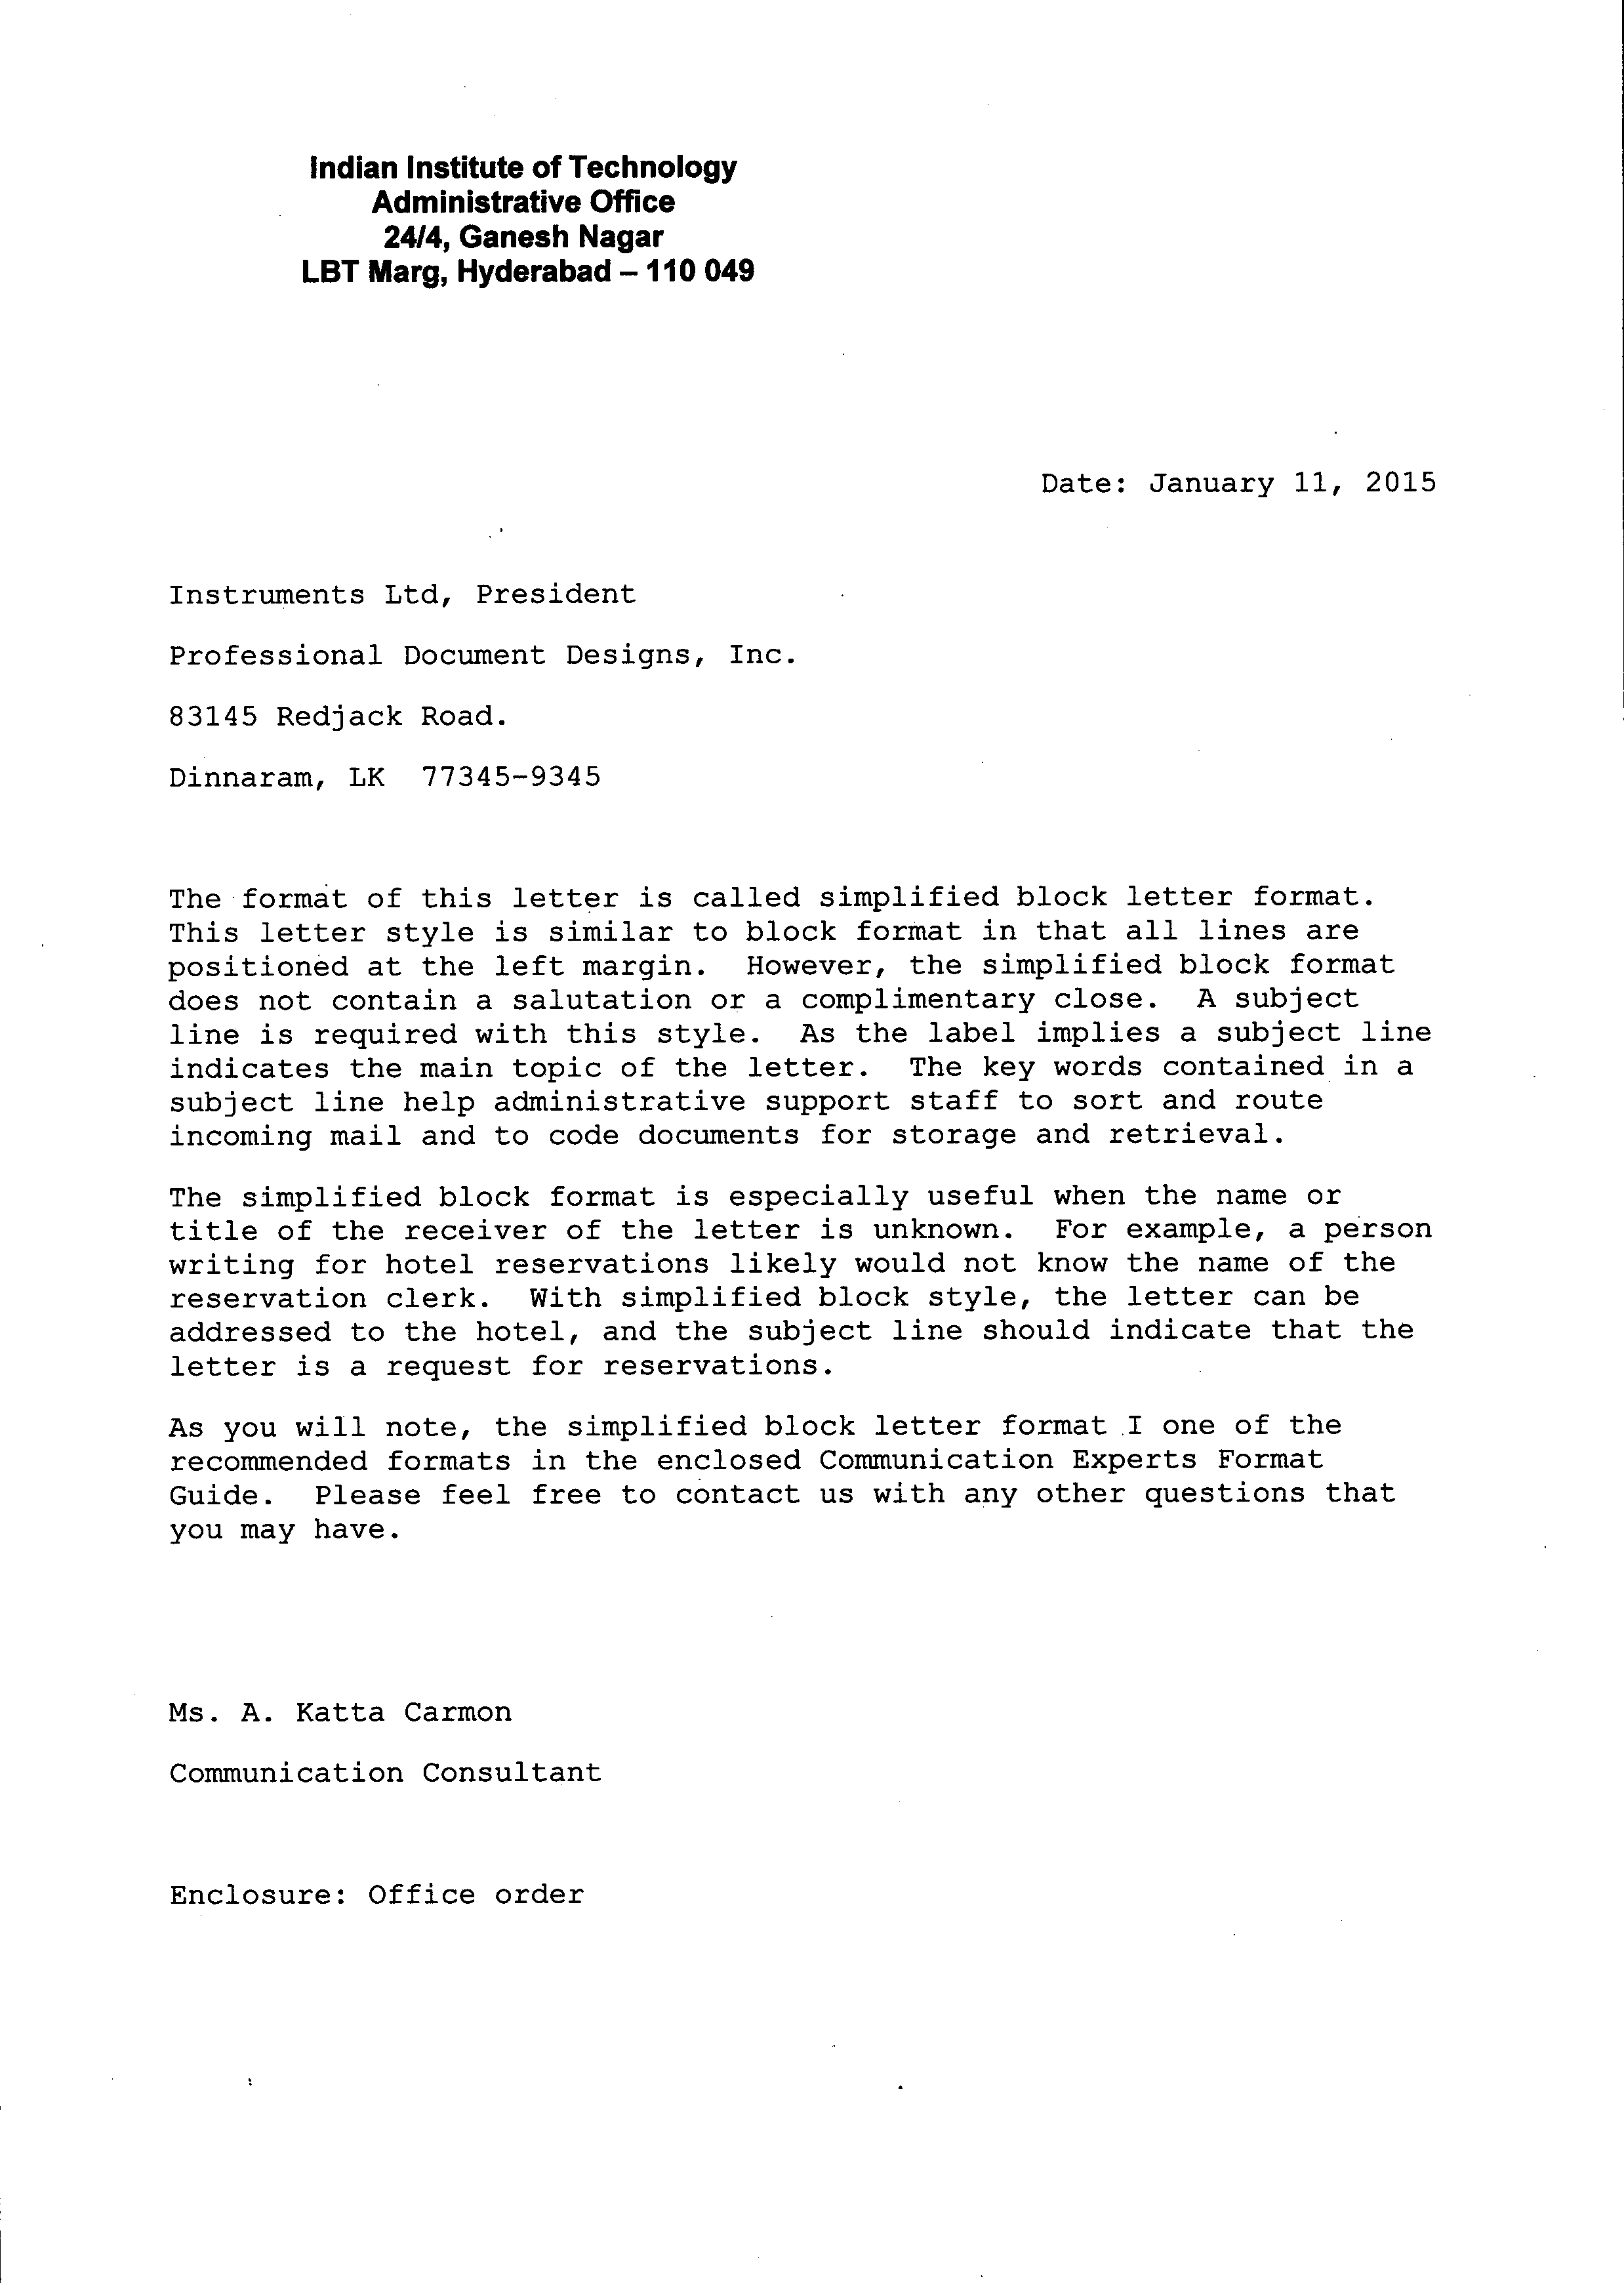 Indian Institute of Technology
Administrative Office
24/4, Ganesh Nagar
LBT Marg, Hyderabad – 110 049
Date: January 11, 2015
Instruments Ltd, President
Professional Document Designs, Inc.
83145 Redjack Road.
Dinnaram, LK  77345-9345
The format of this letter is called simplified block letter format.
This letter style is similar to block format in that all lines are
positioned at the left margin.  However, the simplified block format
does not contain a salutation or a complimentary close.  A subject
line is required with this style.  As the label implies a subject line
indicates the main topic of the letter.  The key words contained in a
subject line help administrative support staff to sort and route
incoming mail and to code documents for storage and retrieval.
The simplified block format is especially useful when the name or
title of the receiver of the letter is unknown.  For example, a person
writing for hotel reservations likely would not know the name of the
reservation clerk.  With simplified block style, the letter can be
addressed to the hotel, and the subject line should indicate that the
letter is a request for reservations.
As you will note, the simplified block letter format I one of the
recommended formats in the enclosed Communication Experts Format
Guide.  Please feel free to contact us with any other questions that
you may have.
Ms. A. Katta Carmon
Communication Consultant
Enclosure: Office order